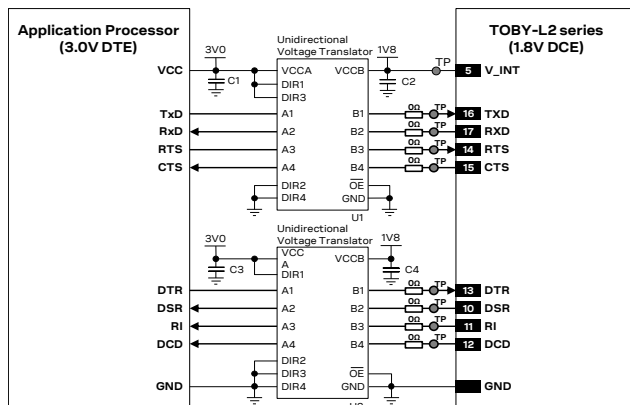 Application Processor
(3.0V DTE)
Unidirectional
Voltage Translator
TOBY-L2 series
(1.8V DCE)
3V0
1V8
TP
VCC
C1
VCCA
VCCB
C2
5 V_INT
DIR1
DIR3
TxD
A1
B1
0Ω
TP
16 TXD
RxD
A2
B2
0Ω
TP
17 RXD
RTS
A3
B3
0Ω
TP
14 RTS
CTS
A4
B4
0Ω
TP
15 CTS
DIR2
OE
DIR4
GND
U1
Unidirectional
Voltage Translator
3V0
1V8
VCC
A
VCCB
C3
DIR1
C4
DTR
A1
B1
0Ω
TP
13 DTR
DSR
A2
B2
0Ω
TP
10 DSR
RI
A3
B3
0Ω
TP
11 RI
DCD
A4
B4
0Ω
TP
12 DCD
DIR2
DIR3
OE
GND
DIR4
GND
GND